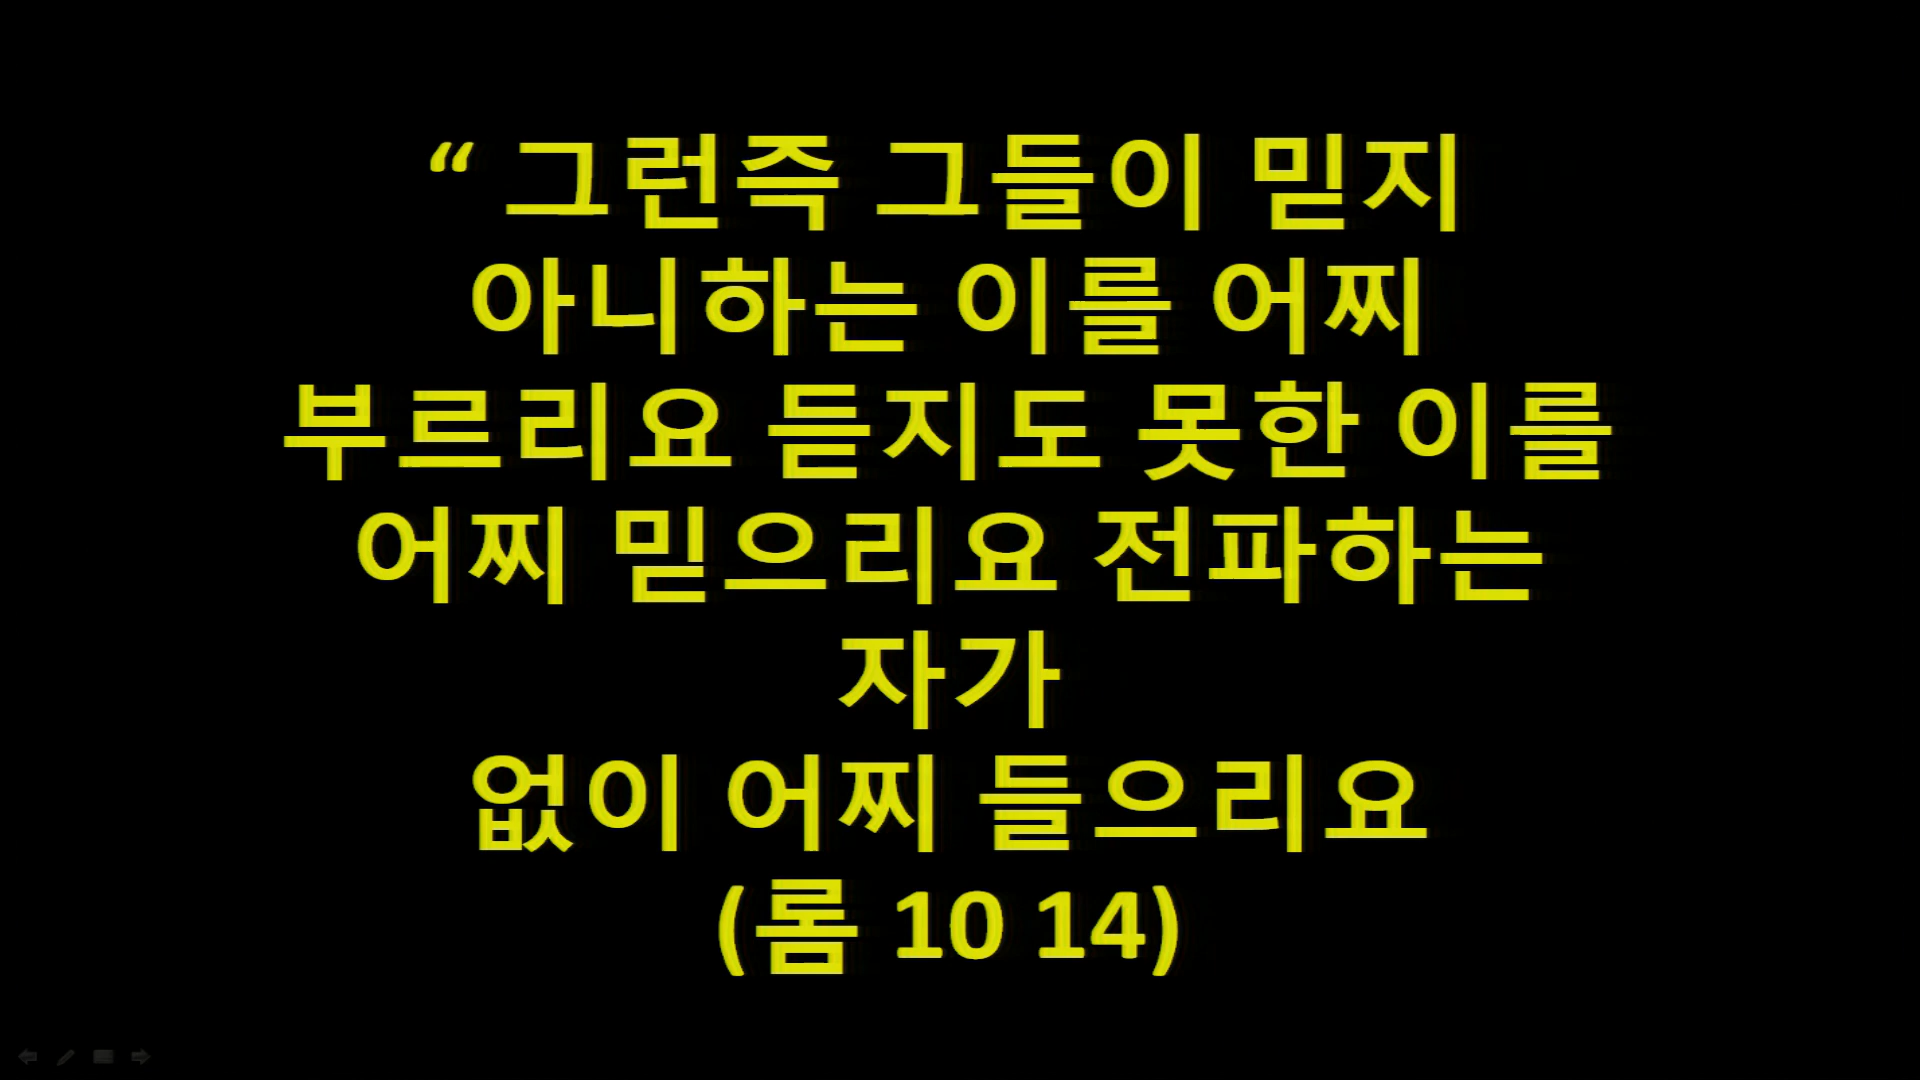 “ 그런즉 그들이 믿지
아니하는 이를 어찌
부르리요 듣지도 못한 이를
어찌 믿으리요 전파하는
자가
없이 어찌 들으리요
(롬 10 14)